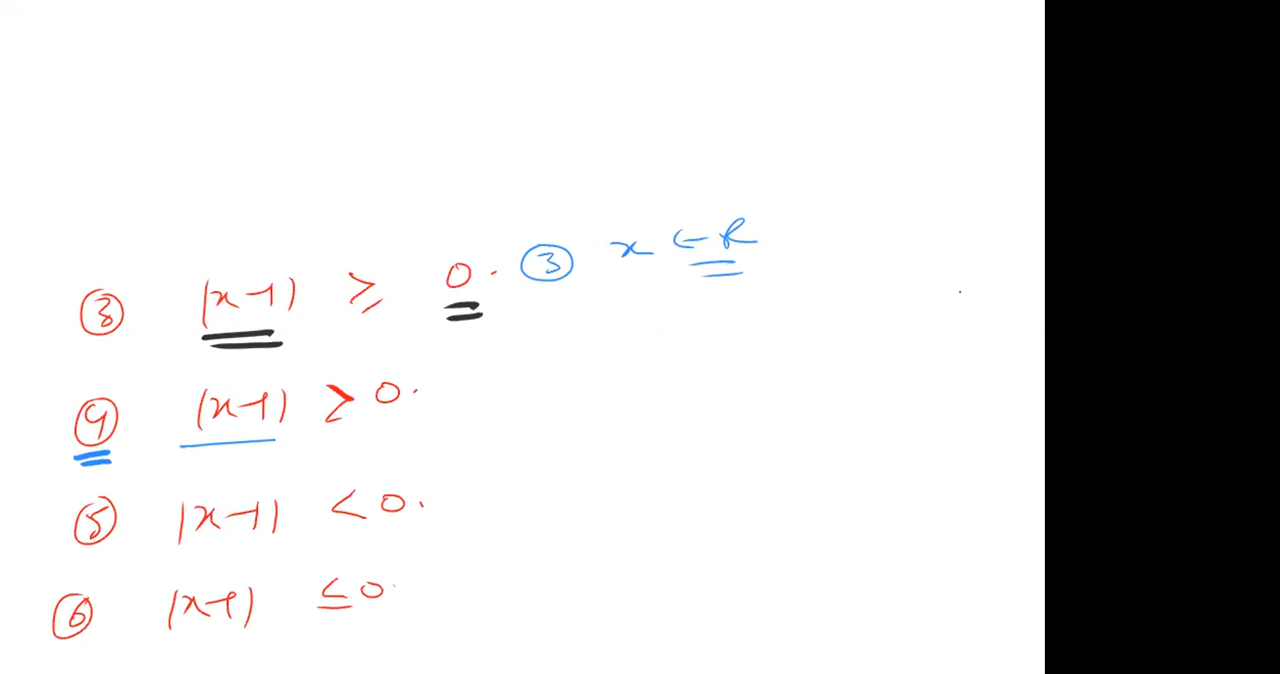 ③ |x-1| ≥ 0. ③ x ∈ R
④ |x-1| > 0.
⑤ |x-1| < 0.
⑥ |x-1| ≤ 0.